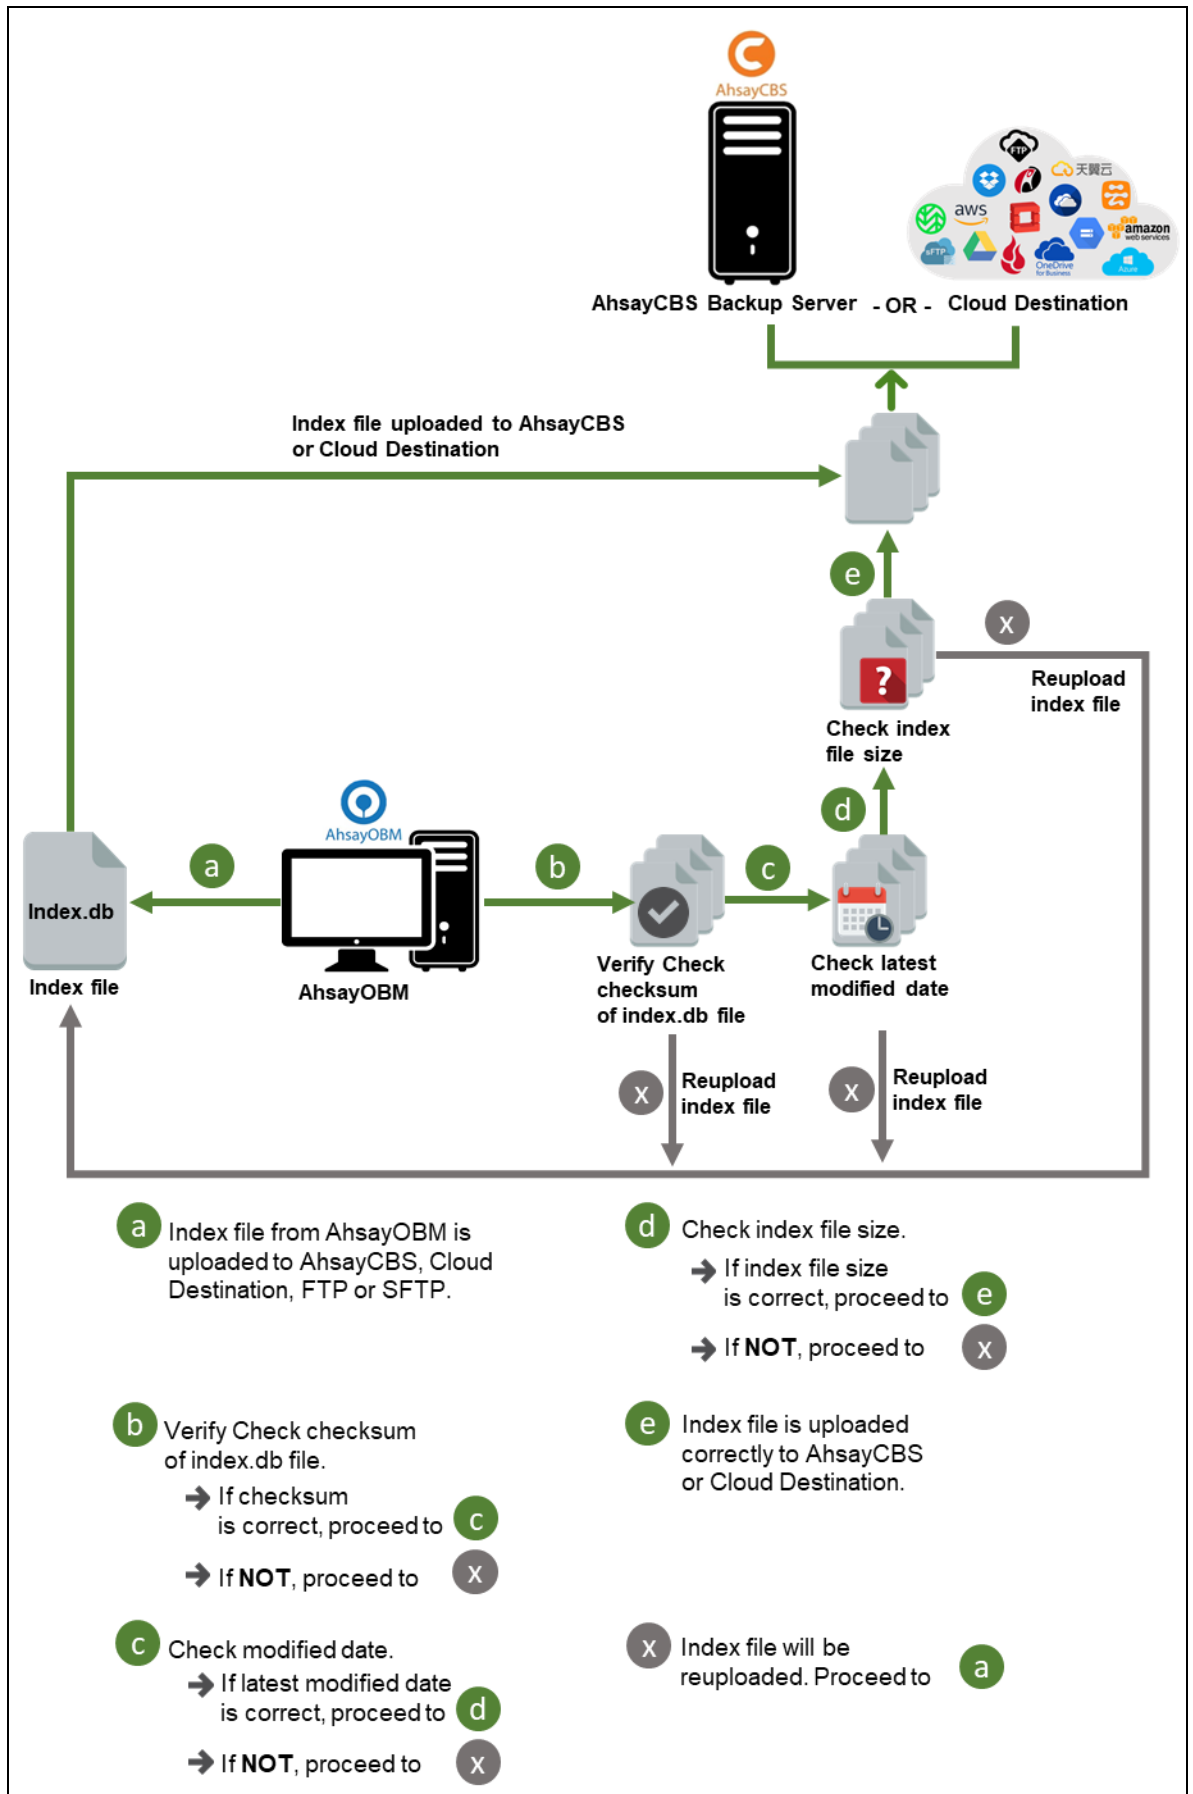 AhsayCBS
FTP
天翼云
aws
amazon
web services
sFTP
OneDrive
for Business
Azure
AhsayCBS Backup Server - OR - Cloud Destination
Index file uploaded to AhsayCBS
or Cloud Destination
e
x
Reupload
index file
?
Check index
file size
d
AhsayOBM
a
b
c
Index.db
Index file
AhsayOBM
Verify Check
checksum
of index.db file
Check latest
modified date
x
Reupload
index file
x
Reupload
index file
a
Index file from AhsayOBM is
uploaded to AhsayCBS, Cloud
Destination, FTP or SFTP.
b
Verify Check checksum
of index.db file.
If checksum
is correct, proceed to c
If NOT, proceed to x
c
Check modified date.
If latest modified date
is correct, proceed to d
If NOT, proceed to x
d
Check index file size.
If index file size
is correct, proceed to e
If NOT, proceed to x
e
Index file is uploaded
correctly to AhsayCBS
or Cloud Destination.
x
Index file will be
reuploaded. Proceed to a